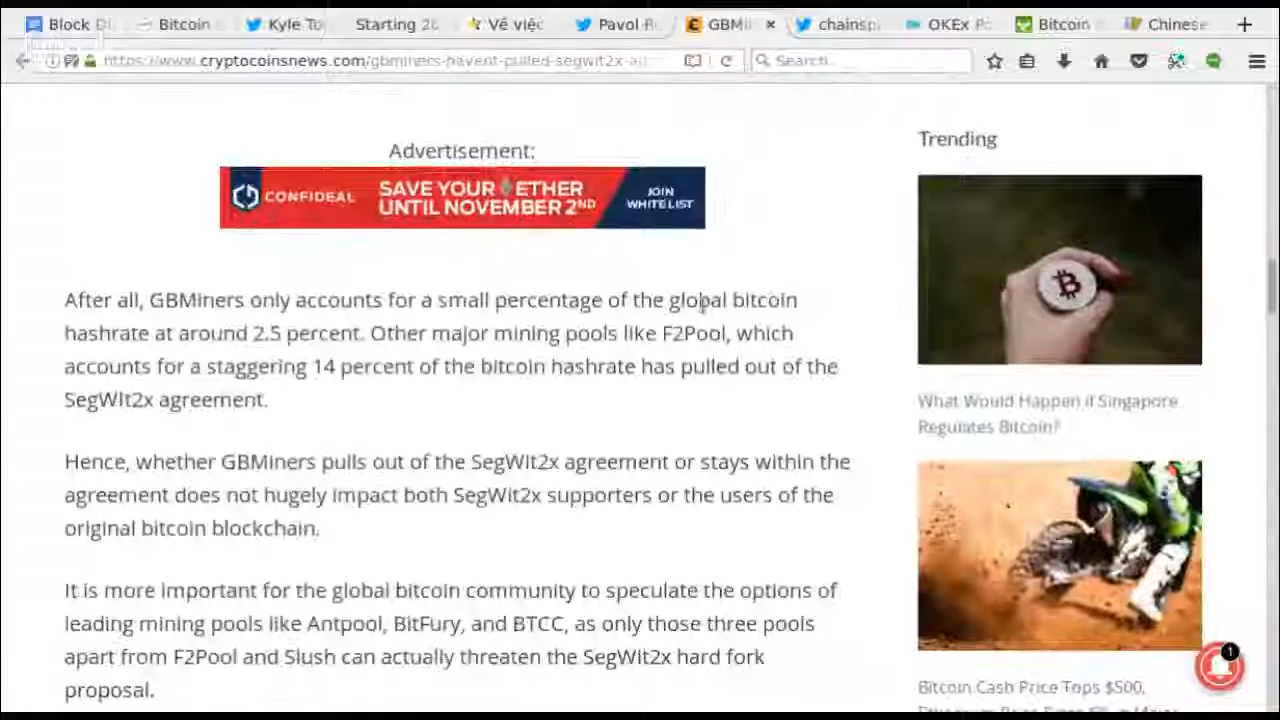 Block D
Bitcoin
Kyle To
Starting 20
Về việc
Pavol R
GBMin
chainsp
OKEx Po
Bitcoin
Chinese
https://www.cryptocoinsnews.com/gbminers-havent-pulled-segwit2x-a
Search
Advertisement:
CONFIDEAL
SAVE YOUR ETHER
UNTIL NOVEMBER 2ND
JOIN
WHITE LIST
After all, GBMiners only accounts for a small percentage of the global bitcoin
hashrate at around 2.5 percent. Other major mining pools like F2Pool, which
accounts for a staggering 14 percent of the bitcoin hashrate has pulled out of the
SegWit2x agreement.
Hence, whether GBMiners pulls out of the SegWit2x agreement or stays within the
agreement does not hugely impact both SegWit2x supporters or the users of the
original bitcoin blockchain.
It is more important for the global bitcoin community to speculate the options of
leading mining pools like Antpool, BitFury, and BTCC, as only those three pools
apart from F2Pool and Slush can actually threaten the SegWit2x hard fork
proposal.
Trending
What Would Happen if Singapore
Regulates Bitcoin?
1
Bitcoin Cash Price Tops $500,